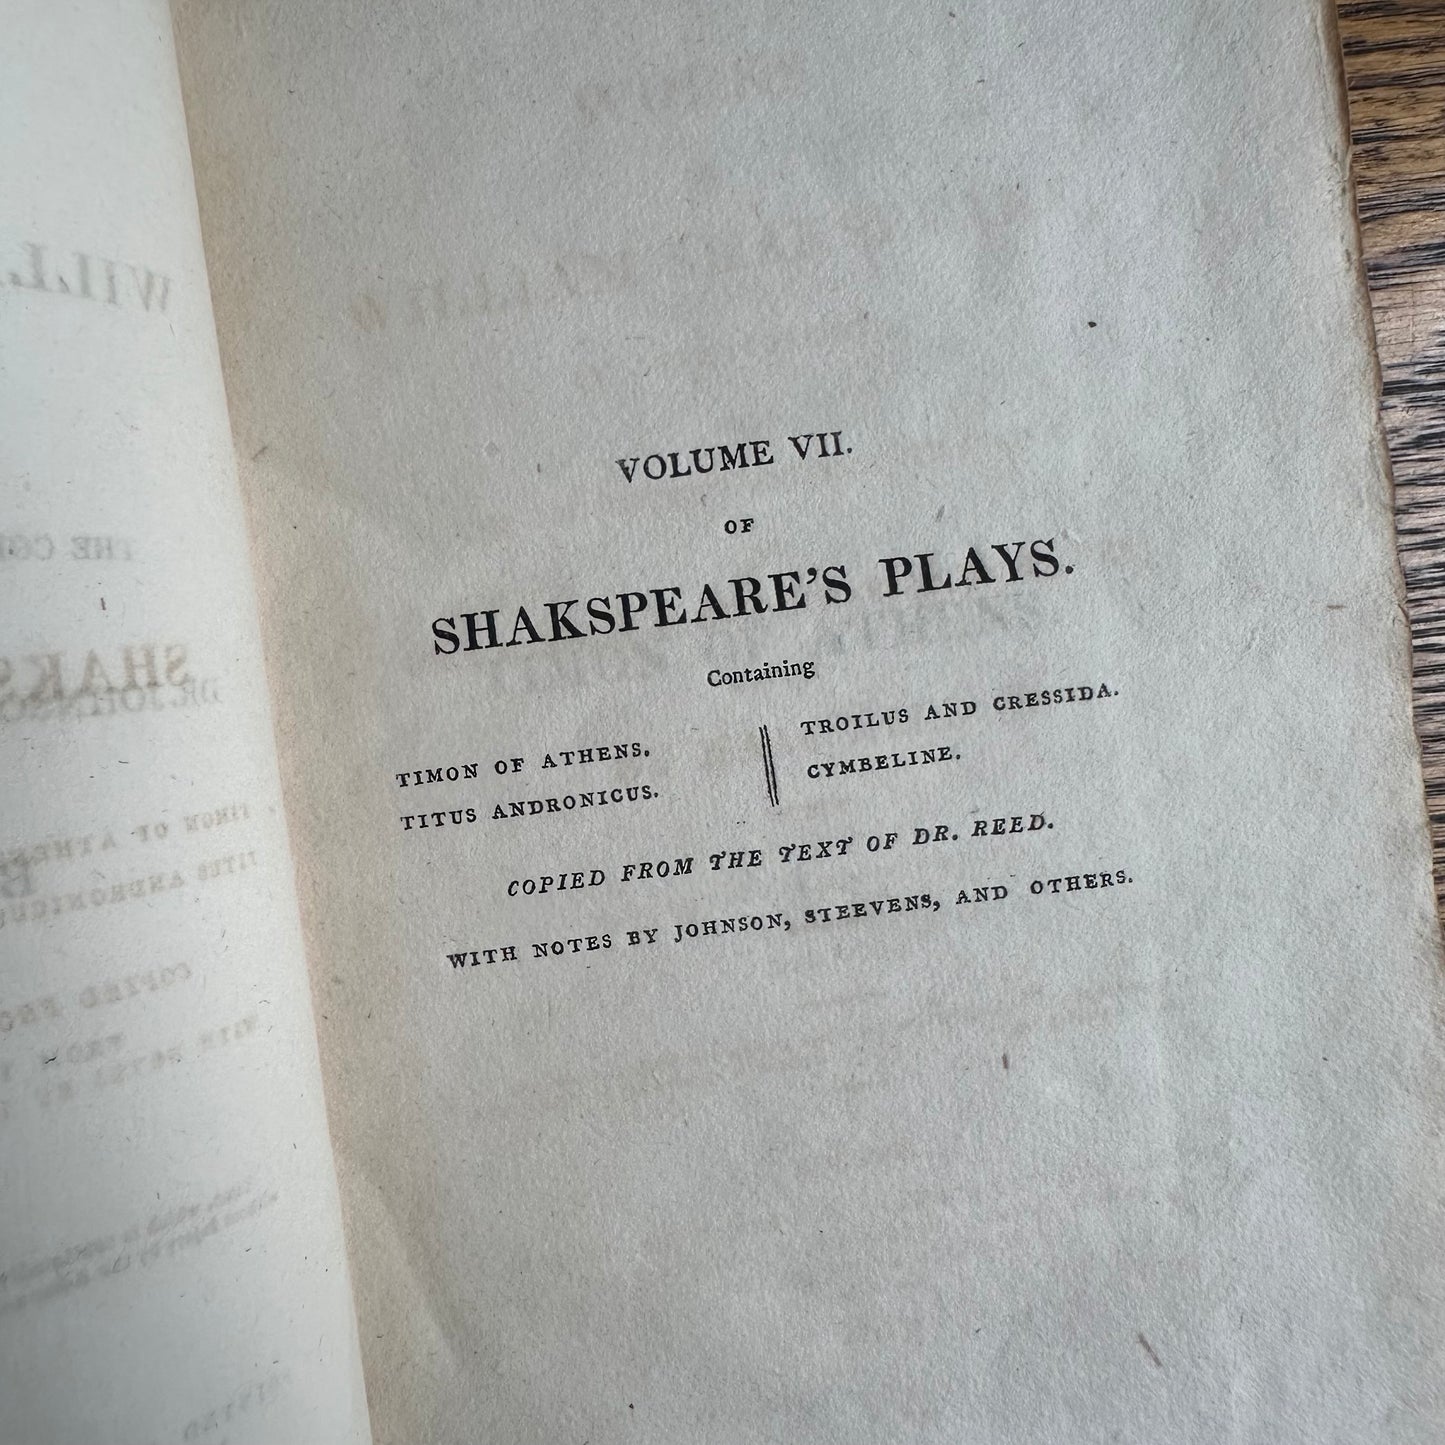 VOLUME VII.
OF
SHAKSPEARE'S PLAYS.
Containing
TIMON OF ATHENS.
TITUS ANDRONICUS.
TROILUS AND CRESSIDA.
CYMBELINE.
COPIED FROM THE TEXT OF DR. REED.
WITH NOTES BY JOHNSON, STEEVENS, AND OTHERS.